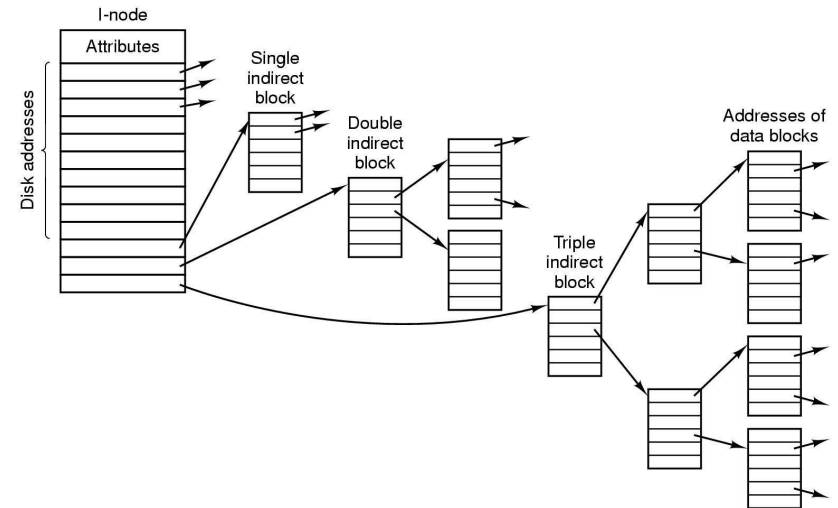 I-node
Attributes
Disk addresses
Single
indirect
block
Double
indirect
block
Triple
indirect
block
Addresses of
data blocks